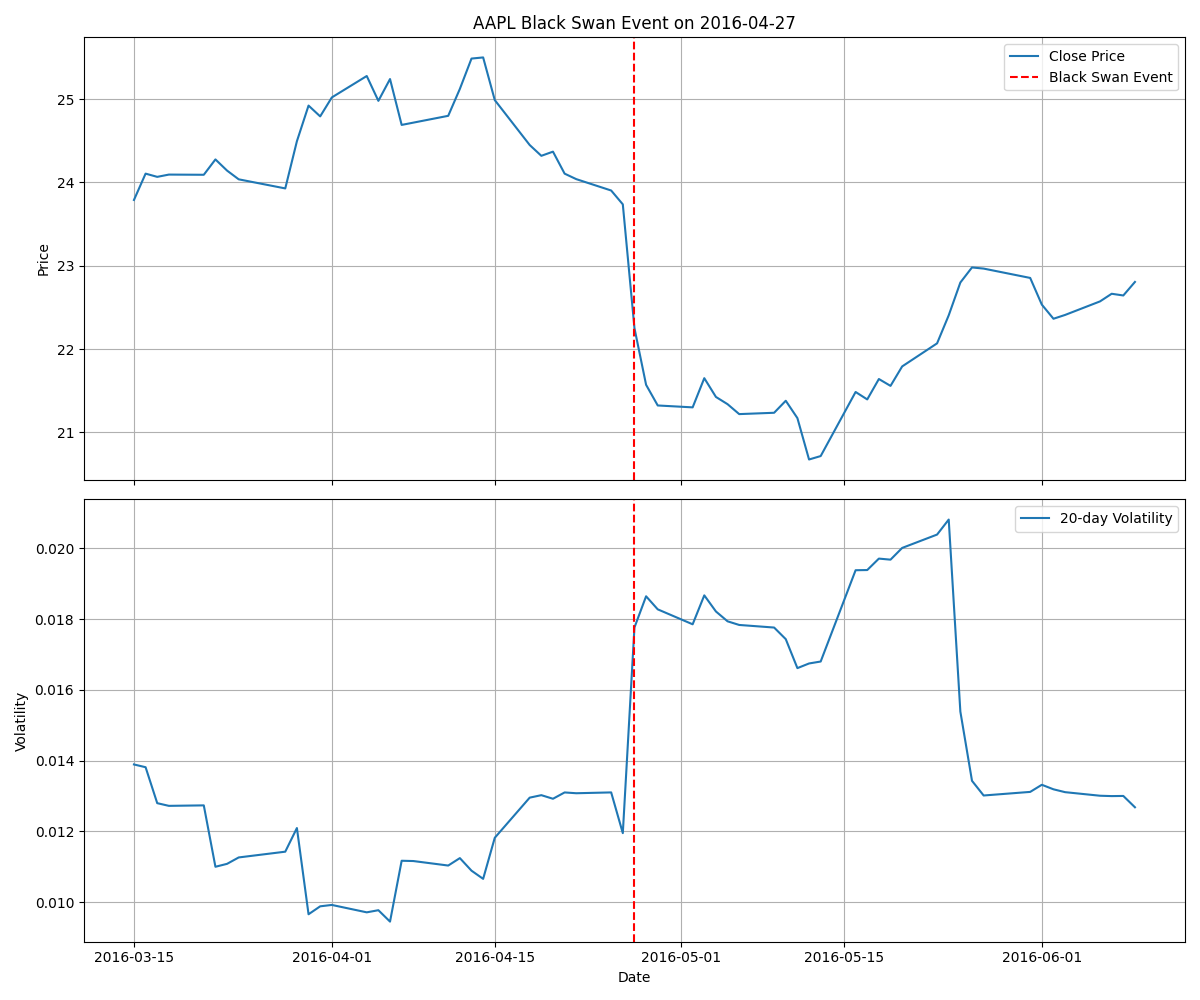 AAPL Black Swan Event on 2016-04-27
Close Price
Black Swan Event
25
24
23
22
21
Price
20-day Volatility
0.020
0.018
0.016
0.014
0.012
0.010
Volatility
2016-03-15 2016-04-01 2016-04-15 2016-05-01 2016-05-15 2016-06-01
Date